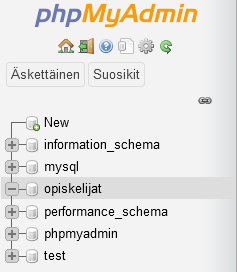 phpMyAdmin
Äskettäinen Suosikit
New
information_schema
mysql
opiskelijat
performance_schema
phpmyadmin
test